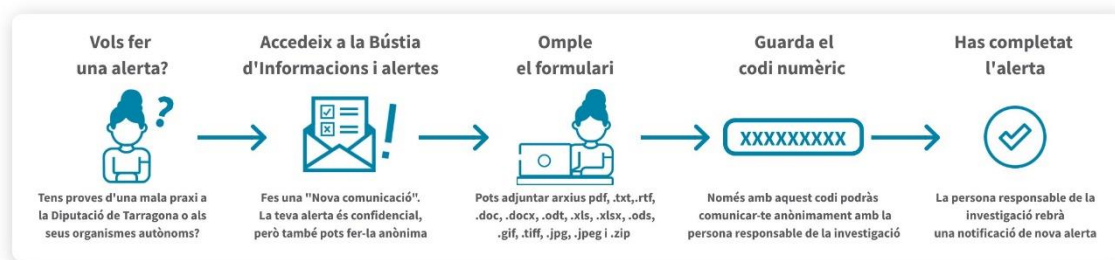 Vols fer
una alerta?
?
Tens proves d'una mala praxi a
la Diputació de Tarragona o als
seus organismes autònoms?
Accedeix a la Bústia
d'Informacions i alertes
!
Fes una "Nova comunicació".
La teva alerta és confidencial,
però també pots fer-la anònima
Omple
el formulari
Pots adjuntar arxius pdf, .txt,.rtf,
.doc, .docx, .odt, .xls, .xlsx, .ods,
.gif, .tiff, .jpg, .jpeg i .zip
Guarda el
codi numèric
XXXXXXXXX
Només amb aquest codi podràs
comunicar-te anònimament amb la
persona responsable de la investigació
Has completat
l'alerta
La persona responsable de la
investigació rebrà
una notificació de nova alerta